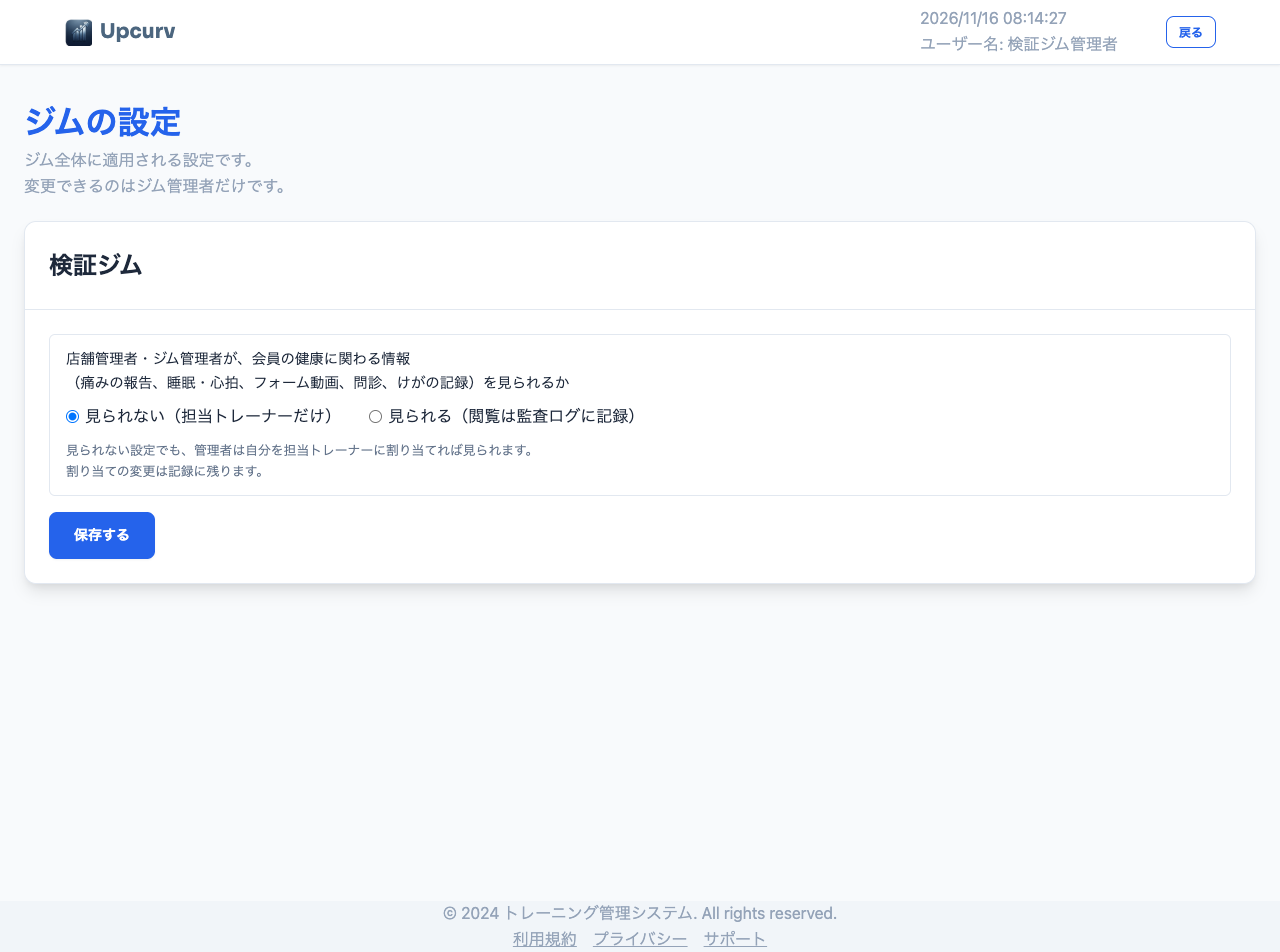 Upcurv
2026/11/16 08:14:27
ユーザー名: 検証ジム管理者
戻る
ジムの設定
ジム全体に適用される設定です。
変更できるのはジム管理者だけです。
検証ジム
店舗管理者・ジム管理者が、会員の健康に関わる情報
（痛みの報告、睡眠・心拍、フォーム動画、問診、けがの記録）を見られるか
見られない（担当トレーナーだけ） 見られる（閲覧は監査ログに記録）
見られない設定でも、管理者は自分を担当トレーナーに割り当てれば見られます。
割り当ての変更は記録に残ります。
保存する
© 2024 トレーニング管理システム. All rights reserved.
利用規約 プライバシー サポート